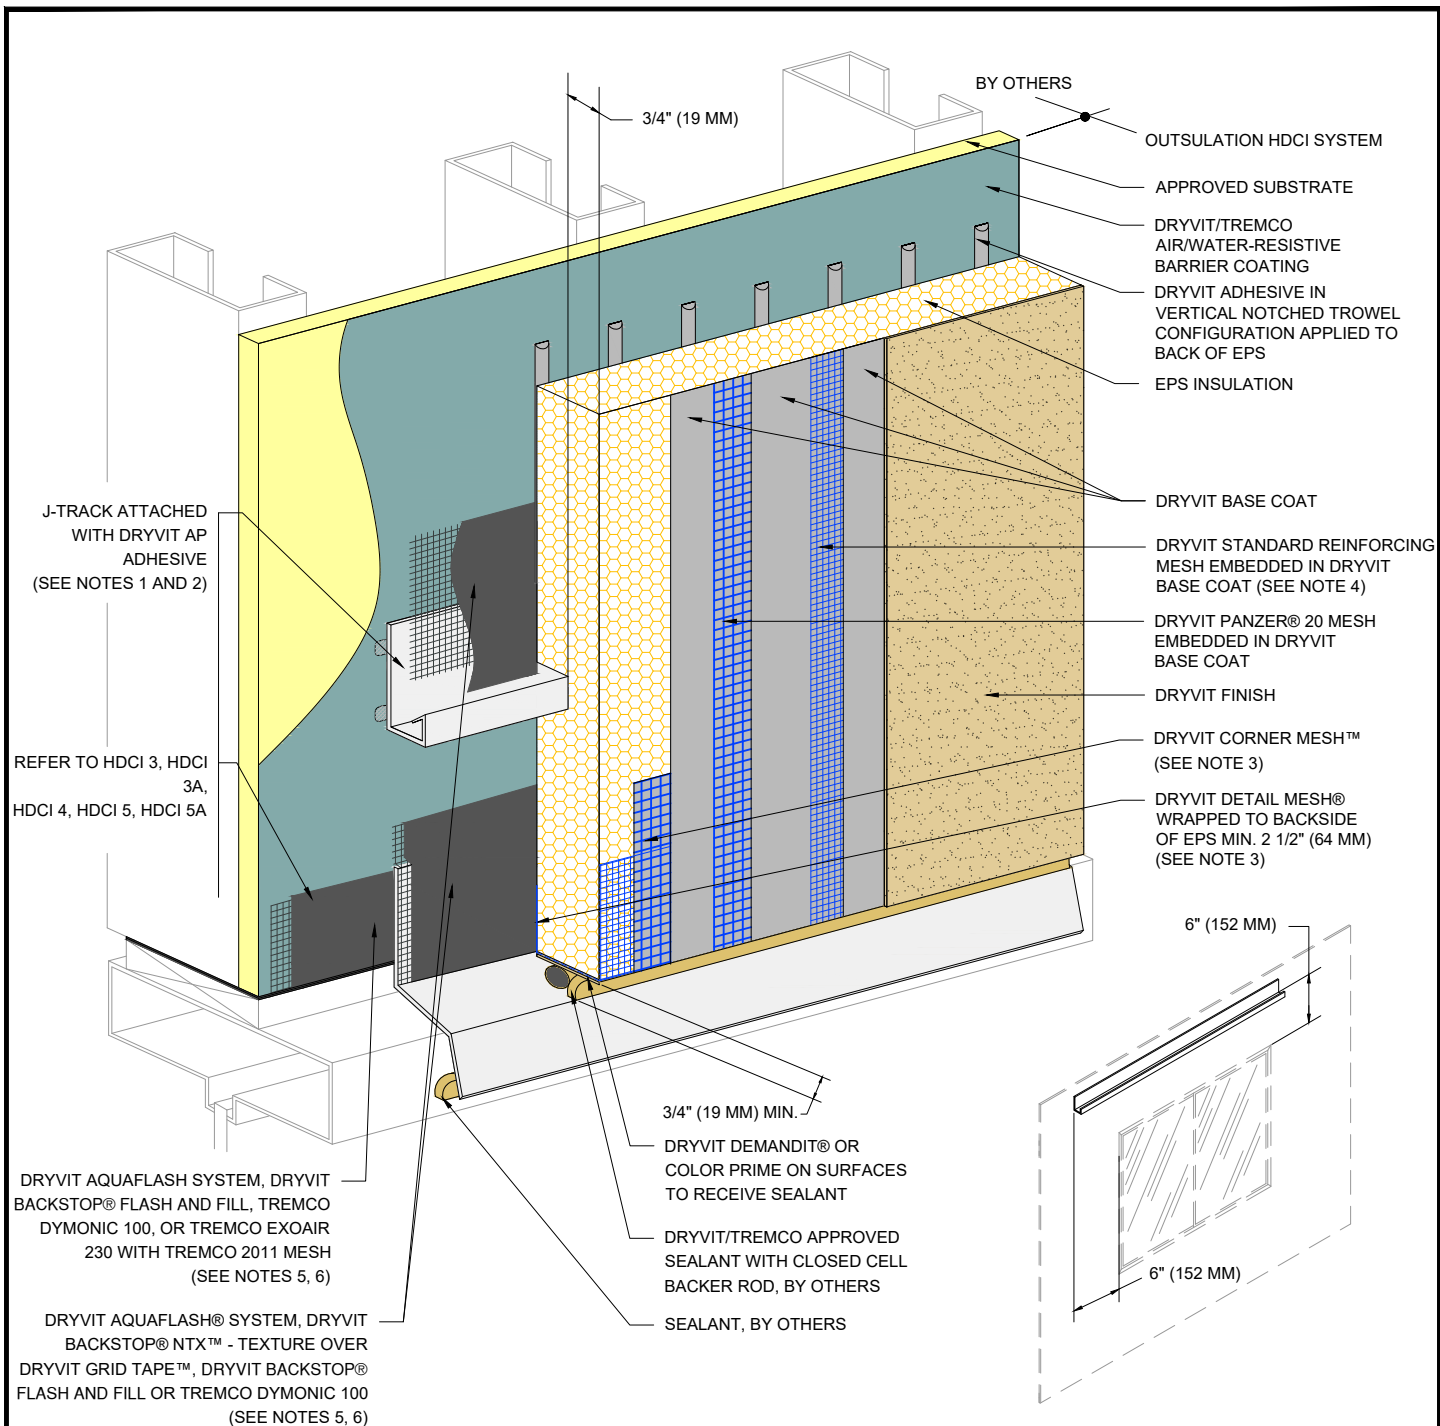 BY OTHERS
3/4" (19 MM)
OUTSULATION HDCI SYSTEM
APPROVED SUBSTRATE
DRYVIT/TREMCO
AIR/WATER-RESISTIVE
BARRIER COATING
DRYVIT ADHESIVE IN
VERTICAL NOTCHED TROWEL
CONFIGURATION APPLIED TO
BACK OF EPS
EPS INSULATION
DRYVIT BASE COAT
DRYVIT STANDARD REINFORCING
MESH EMBEDDED IN DRYVIT
BASE COAT (SEE NOTE 4)
DRYVIT PANZER® 20 MESH
EMBEDDED IN DRYVIT
BASE COAT
DRYVIT FINISH
DRYVIT CORNER MESH™
(SEE NOTE 3)
DRYVIT DETAIL MESH®
WRAPPED TO BACKSIDE
OF EPS MIN. 2 1/2" (64 MM)
(SEE NOTE 3)
J-TRACK ATTACHED
WITH DRYVIT AP
ADHESIVE
(SEE NOTES 1 AND 2)
REFER TO HDCI 3, HDCI
3A,
HDCI 4, HDCI 5, HDCI 5A
6" (152 MM)
3/4" (19 MM) MIN.
DRYVIT DEMANDIT® OR
COLOR PRIME ON SURFACES
TO RECEIVE SEALANT
DRYVIT/TREMCO APPROVED
SEALANT WITH CLOSED CELL
BACKER ROD, BY OTHERS
SEALANT, BY OTHERS
6" (152 MM)
DRYVIT AQUAFLASH SYSTEM, DRYVIT
BACKSTOP® FLASH AND FILL, TREMCO
DYMONIC 100, OR TREMCO EXOAIR
230 WITH TREMCO 2011 MESH
(SEE NOTES 5, 6)
DRYVIT AQUAFLASH® SYSTEM, DRYVIT
BACKSTOP® NTX™ - TEXTURE OVER
DRYVIT GRID TAPE™, DRYVIT BACKSTOP®
FLASH AND FILL OR TREMCO DYMONIC 100
(SEE NOTES 5, 6)